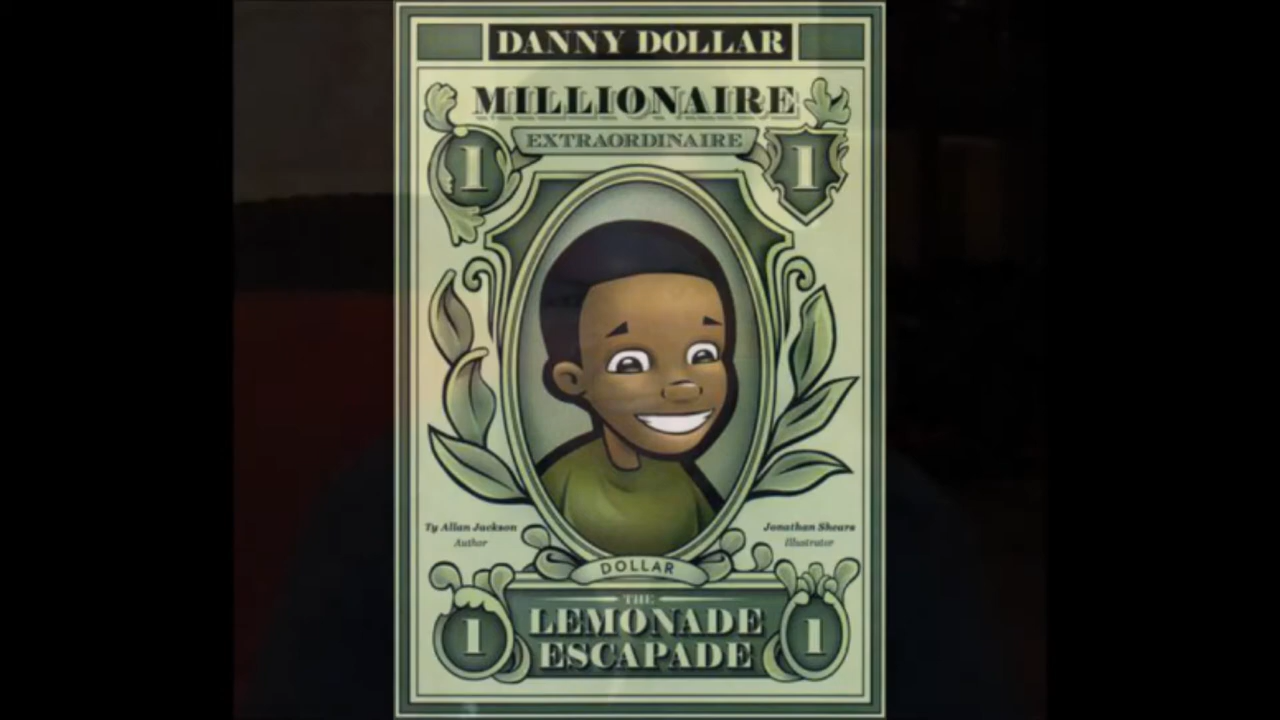 DANNY DOLLAR
MILLIONAIRE
EXTRAORDINAIRE
1 1
Ty Allan Jackson
Author
Jonathan Shears
Illustrator
DOLLAR
THE
LEMONADE
ESCAPADE
1 1